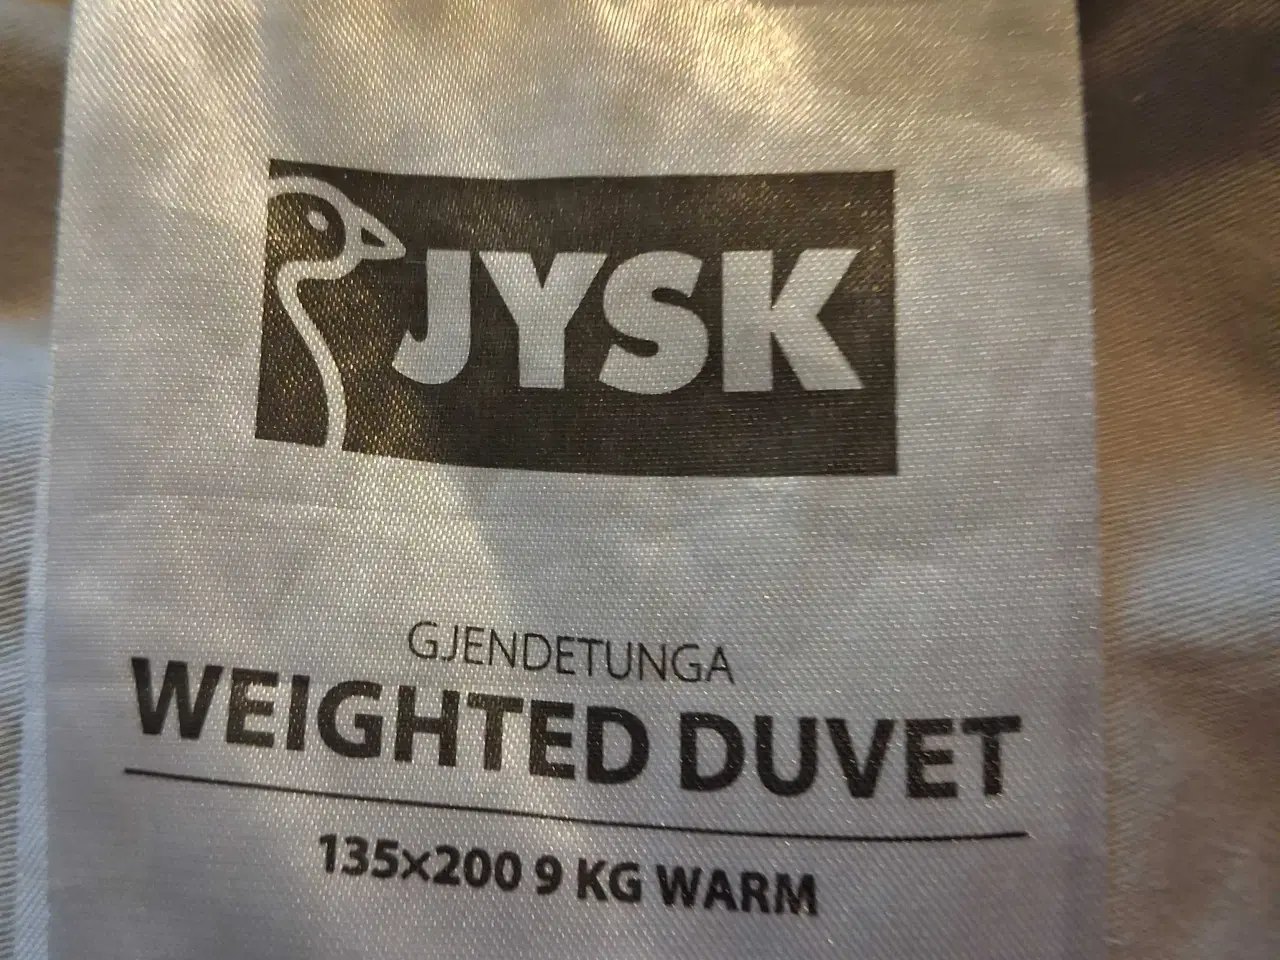 JYSK
GJENDETUNGA
WEIGHTED DUVET
135×200 9 KG WARM